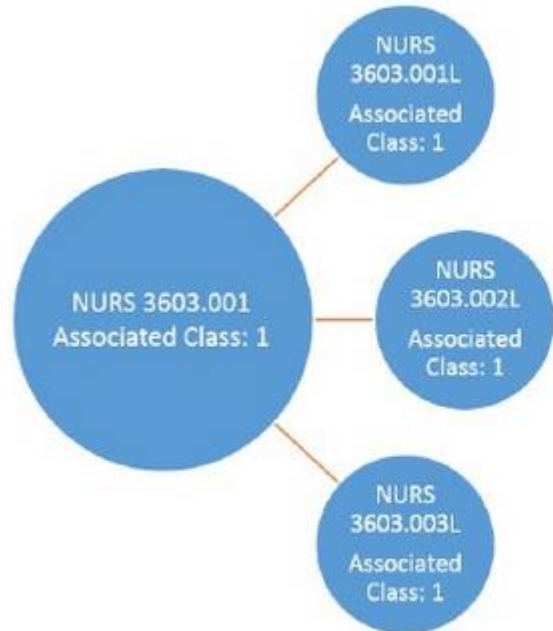 NURS
3603.001L
Associated
Class: 1
NURS 3603.001
Associated Class: 1
NURS
3603.002L
Associated
Class: 1
NURS
3603.003L
Associated
Class: 1